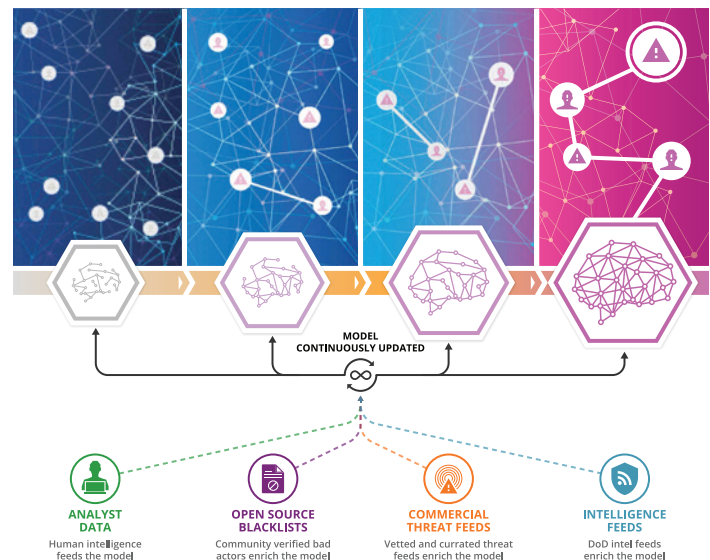 MODEL
CONTINUOUSLY UPDATED
ANALYST
DATA
Human intelligence
feeds the model
OPEN SOURCE
BLACKLISTS
Community verified bad
actors enrich the model
COMMERCIAL
THREAT FEEDS
Vetted and currated threat
feeds enrich the model
INTELLIGENCE
FEEDS
DoD intel feeds
enrich the model